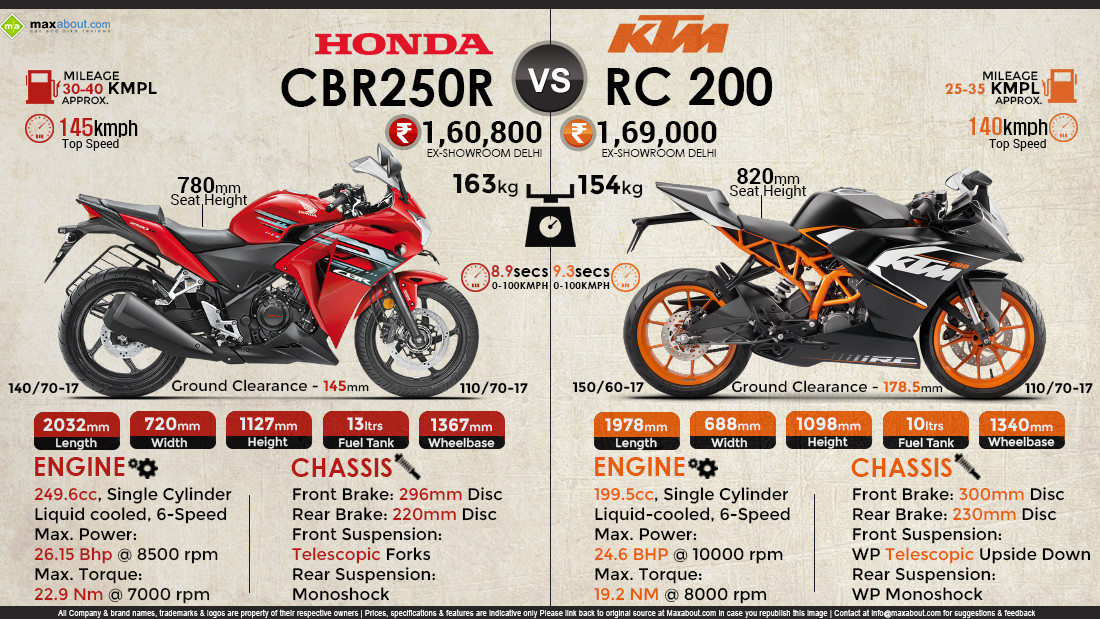 ma
maxabout.com
car and bike reviews
HONDA
CBR250R
VS
KTM
RC 200
MILEAGE
30-40 KMPL
APPROX.
145kmph
Top Speed
₹ 1,60,800
EX-SHOWROOM DELHI
₹ 1,69,000
EX-SHOWROOM DELHI
MILEAGE
25-35 KMPL
APPROX.
140kmph
Top Speed
780mm
Seat Height
163kg
154kg
820mm
Seat Height
8.9secs
0-100KMPH
9.3secs
0-100KMPH
HONDA
CBR
KTM
RC
140/70-17
Ground Clearance - 145mm
110/70-17
150/60-17
Ground Clearance - 178.5mm
110/70-17
2032mm
Length
720mm
Width
1127mm
Height
13ltrs
Fuel Tank
1367mm
Wheelbase
1978mm
Length
688mm
Width
1098mm
Height
10ltrs
Fuel Tank
1340mm
Wheelbase
ENGINE
249.6cc, Single Cylinder
Liquid cooled, 6-Speed
Max. Power:
26.15 Bhp @ 8500 rpm
Max. Torque:
22.9 Nm @ 7000 rpm
CHASSIS
Front Brake: 296mm Disc
Rear Brake: 220mm Disc
Front Suspension:
Telescopic Forks
Rear Suspension:
Monoshock
ENGINE
199.5cc, Single Cylinder
Liquid-cooled, 6-Speed
Max. Power:
24.6 BHP @ 10000 rpm
Max. Torque:
19.2 NM @ 8000 rpm
CHASSIS
Front Brake: 300mm Disc
Rear Brake: 230mm Disc
Front Suspension:
WP Telescopic Upside Down
Rear Suspension:
WP Monoshock
All Company & brand names, trademarks & logos are property of their respective owners | Prices, specifications & features are indicative only Please link back to original source at Maxabout.com in case you republish this image | Contact at info@maxabout.com for suggestions & feedback